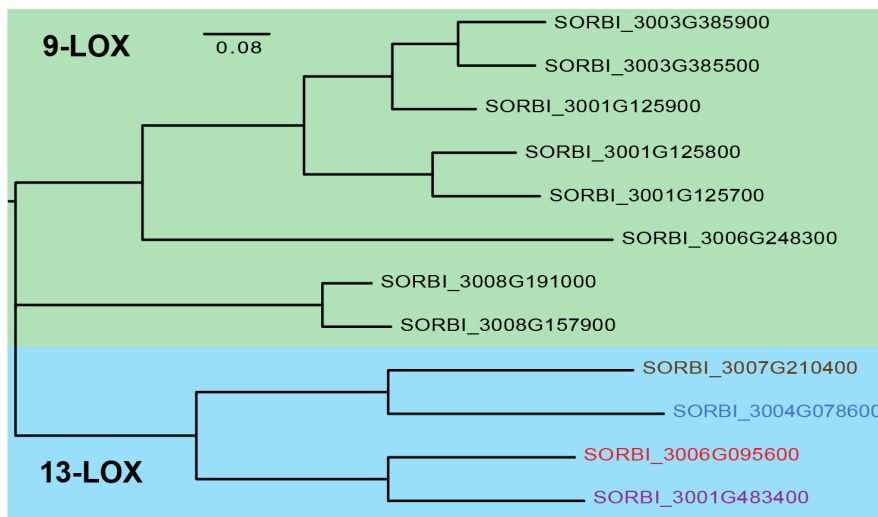 9-LOX
0.08
SORBI_3003G385900
SORBI_3003G385500
SORBI_3001G125900
SORBI_3001G125800
SORBI_3001G125700
SORBI_3006G248300
SORBI_3008G191000
SORBI_3008G157900
SORBI_3007G210400
SORBI_3004G078600
SORBI_3006G095600
13-LOX
SORBI_3001G483400